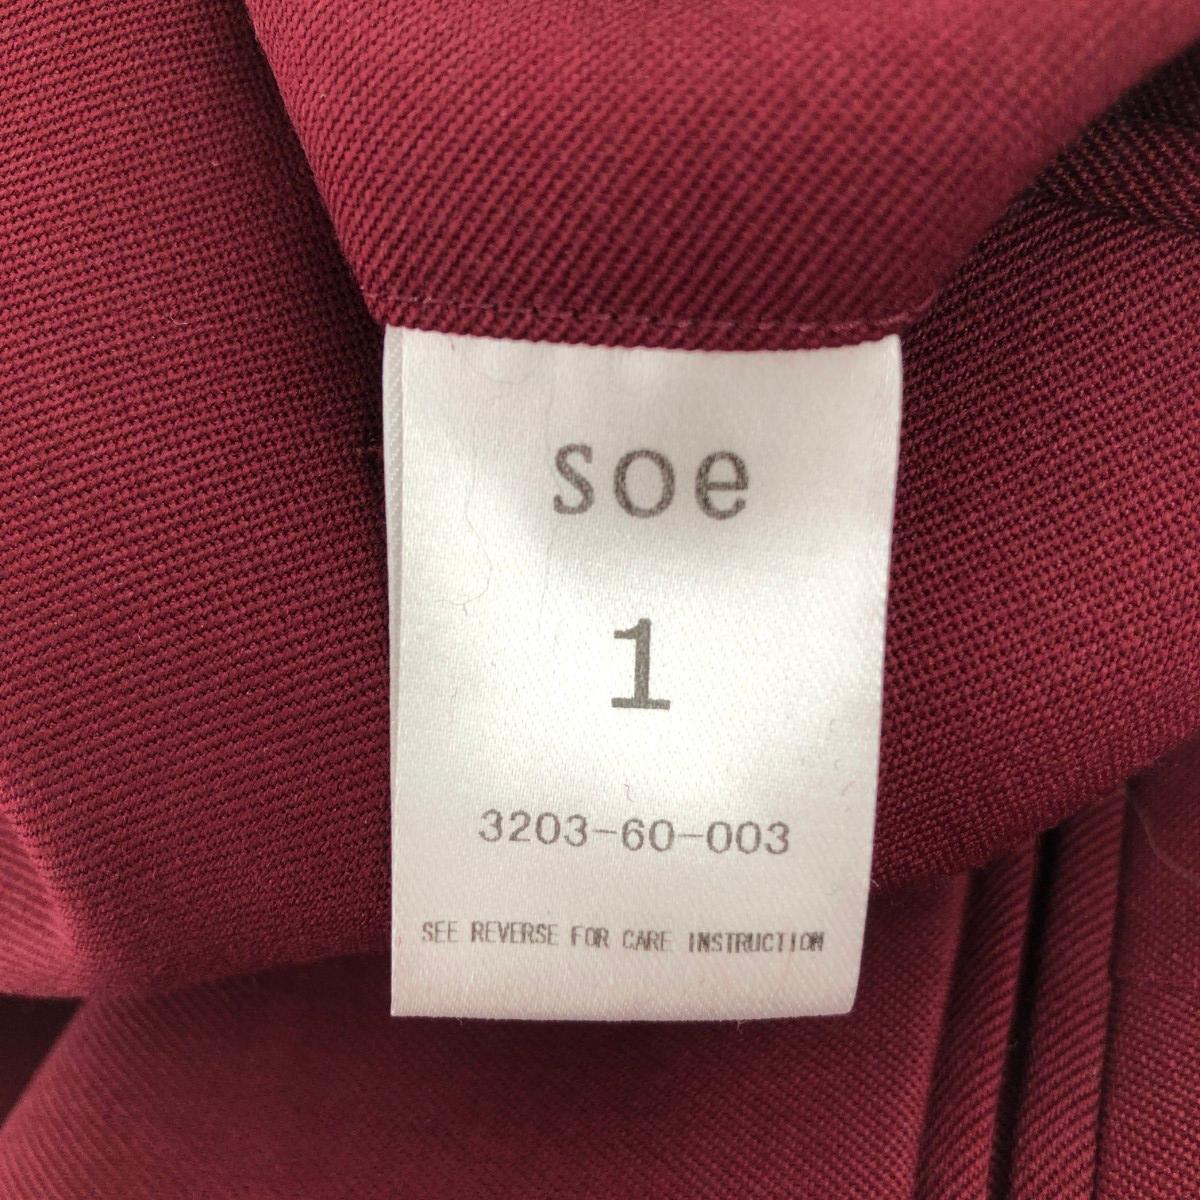 soe
1
3203-60-003
SEE REVERSE FOR CARE INSTRUCTION